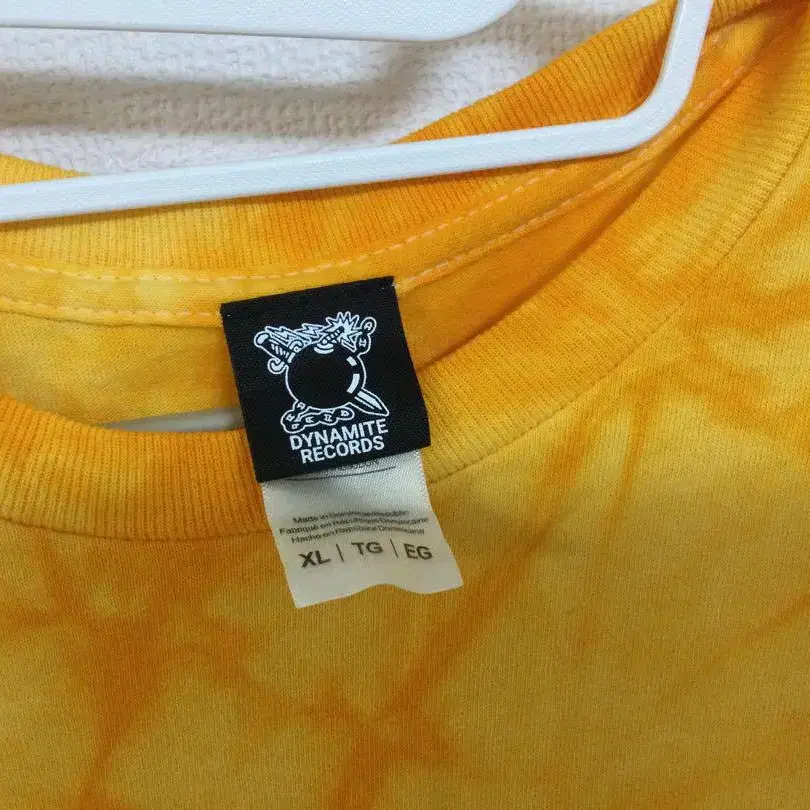 DYNAMITE
RECORDS
Made in Dominican Republic
Fabriqué en République Dominicaine
Hecho en República Dominicana
XL | TG | EG